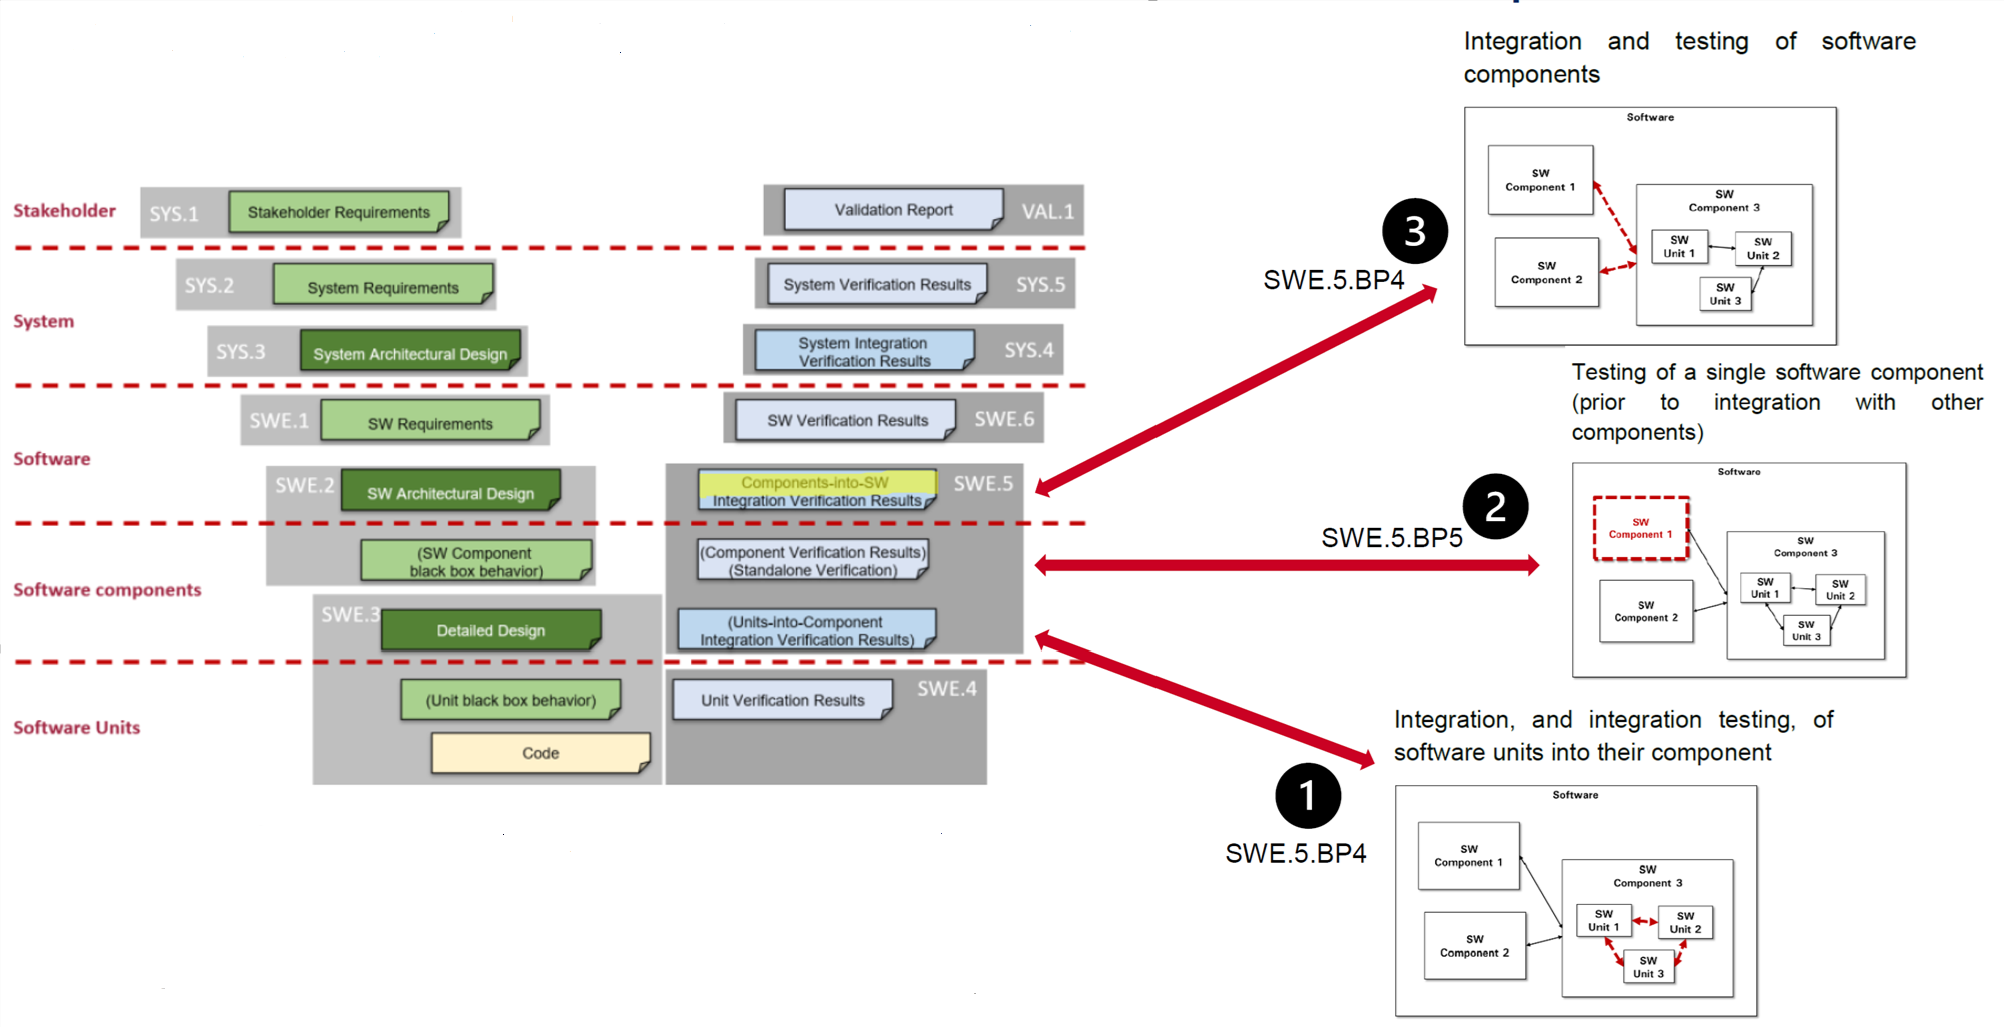 Stakeholder
SYS.1
Stakeholder Requirements
Validation Report
VAL.1
System
SYS.2
System Requirements
System Verification Results
SYS.5
SYS.3
System Architectural Design
System Integration
Verification Results
SYS.4
Software
SWE.1
SW Requirements
SW Verification Results
SWE.6
SWE.2
SW Architectural Design
Components-into-SW
Integration Verification Results
SWE.5
Software components
(SW Component
black box behavior)
(Component Verification Results)
(Standalone Verification)
SWE.3
Detailed Design
(Units-into-Component
Integration Verification Results)
Software Units
(Unit black box behavior)
Unit Verification Results
SWE.4
Code
Integration and testing of software
components
3
SWE.5.BP4
Software
SW
Component 1
SW
Component 2
SW
Component 3
SW
Unit 1
SW
Unit 2
SW
Unit 3
Testing of a single software component
(prior to integration with other
components)
2
SWE.5.BP5
Software
SW
Component 1
SW
Component 2
SW
Component 3
SW
Unit 1
SW
Unit 2
SW
Unit 3
Integration, and integration testing, of
software units into their component
1
SWE.5.BP4
Software
SW
Component 1
SW
Component 2
SW
Component 3
SW
Unit 1
SW
Unit 2
SW
Unit 3